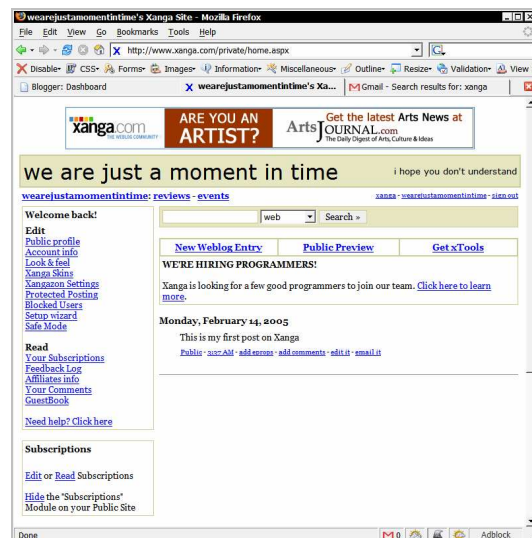 wearejustamomentintime's Xanga Site - Mozilla Firefox
File Edit View Go Bookmarks Tools Help
http://www.xanga.com/private/home.aspx
Disable CSS Forms Images Information Miscellaneous Outline Resize Validation View
Blogger: Dashboard
wearejustamomentintime's Xa...
Gmail - Search results for: xanga
xanga.com
THE WEBLOG COMMUNITY
ARE YOU AN
ARTIST?
Get the latest Arts News at
ArtsJOURNAL.com
The Daily Digest of Arts, Culture & Ideas
we are just a moment in time
i hope you don't understand
wearejustamomentintime: reviews - events
xanga - wearejustamomentintime - sign out
Welcome back!
Edit
Public profile
Account info
Look & feel
Xanga Skins
Xangazon Settings
Protected Posting
Blocked Users
Setup wizard
Safe Mode
Read
Your Subscriptions
Feedback Log
Affiliates info
Your Comments
GuestBook
Need help? Click here
Subscriptions
Edit or Read Subscriptions
Hide the "Subscriptions"
Module on your Public Site
web
Search »
New Weblog Entry
Public Preview
Get xTools
WE'RE HIRING PROGRAMMERS!
Xanga is looking for a few good programmers to join our team. Click here to learn
more.
Monday, February 14, 2005
This is my first post on Xanga
Public - 3:37 AM - add eprops - add comments - edit it - email it
Done
0
Adblock